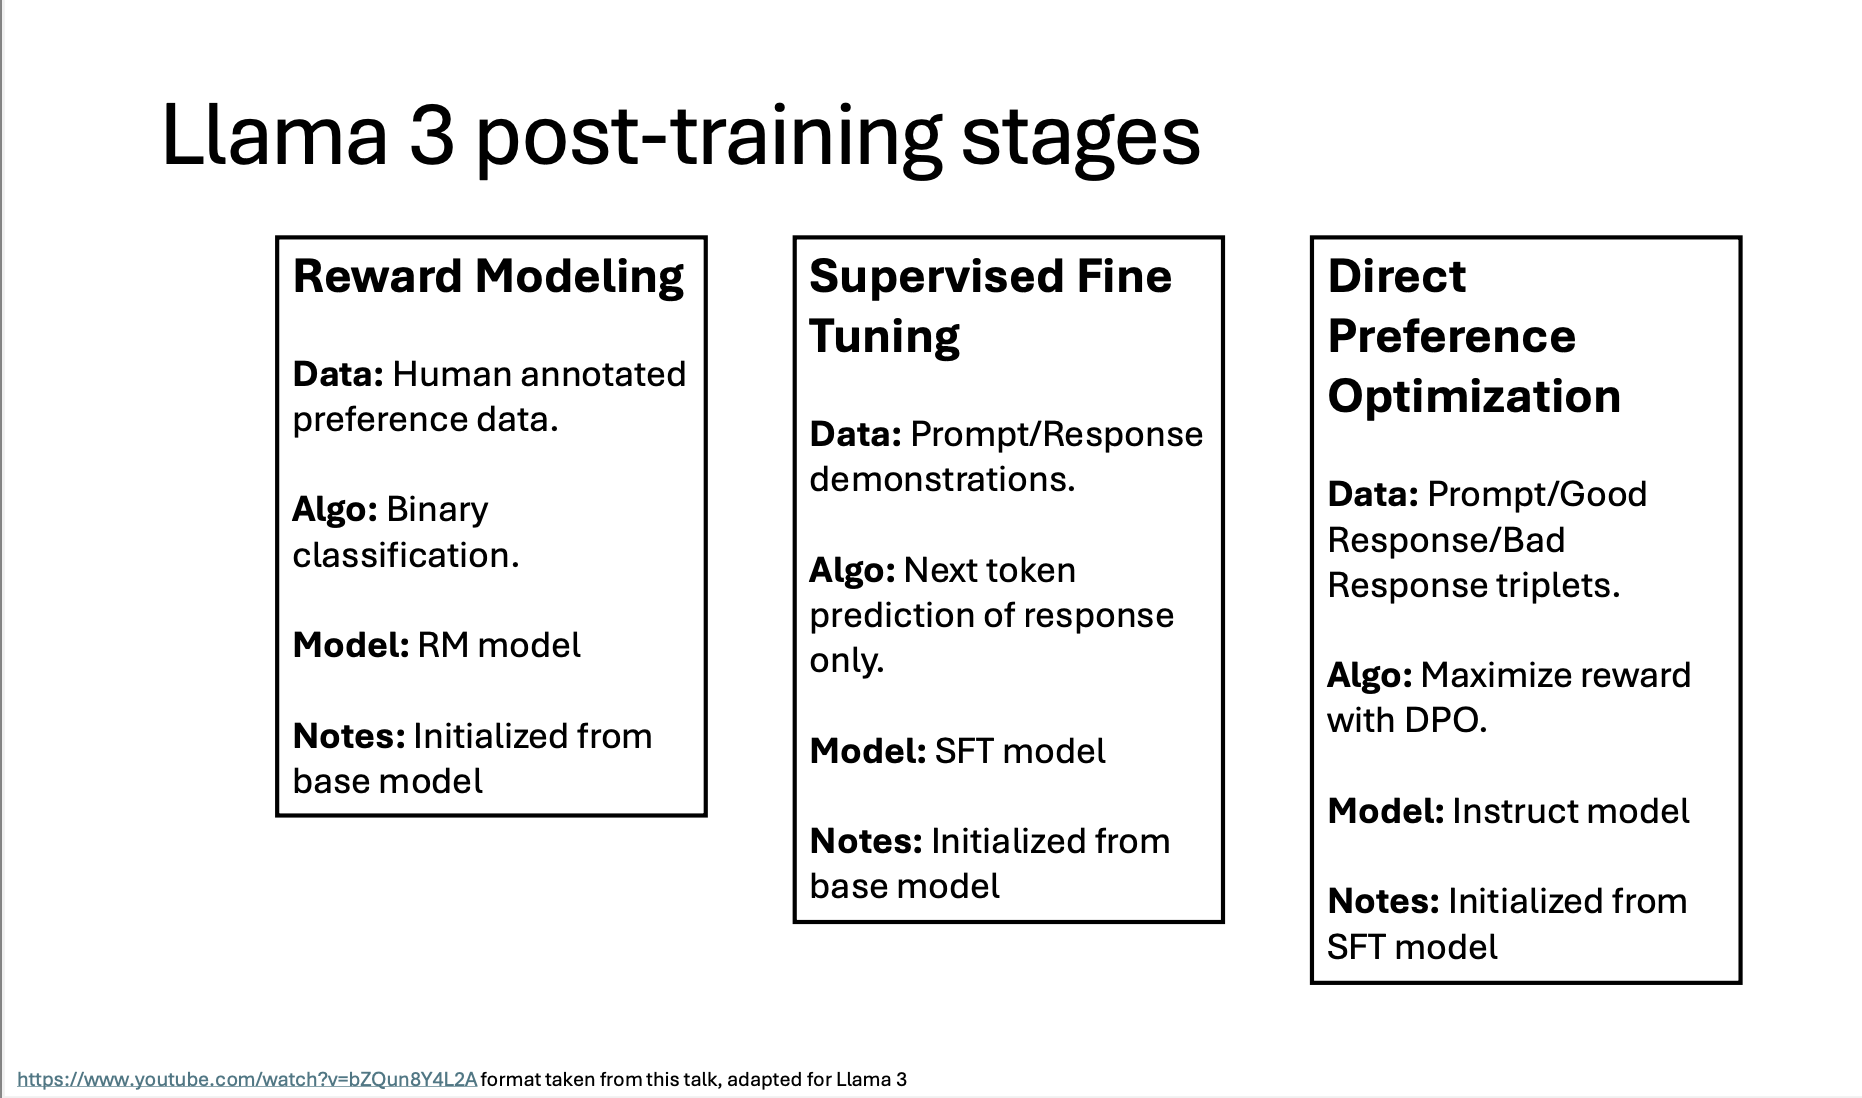 Llama 3 post-training stages
Reward Modeling
Data: Human annotated
preference data.
Algo: Binary
classification.
Model: RM model
Notes: Initialized from
base model
Supervised Fine
Tuning
Data: Prompt/Response
demonstrations.
Algo: Next token
prediction of response
only.
Model: SFT model
Notes: Initialized from
base model
Direct
Preference
Optimization
Data: Prompt/Good
Response/Bad
Response triplets.
Algo: Maximize reward
with DPO.
Model: Instruct model
Notes: Initialized from
SFT model
https://www.youtube.com/watch?v=bZQun8Y4L2A format taken from this talk, adapted for Llama 3